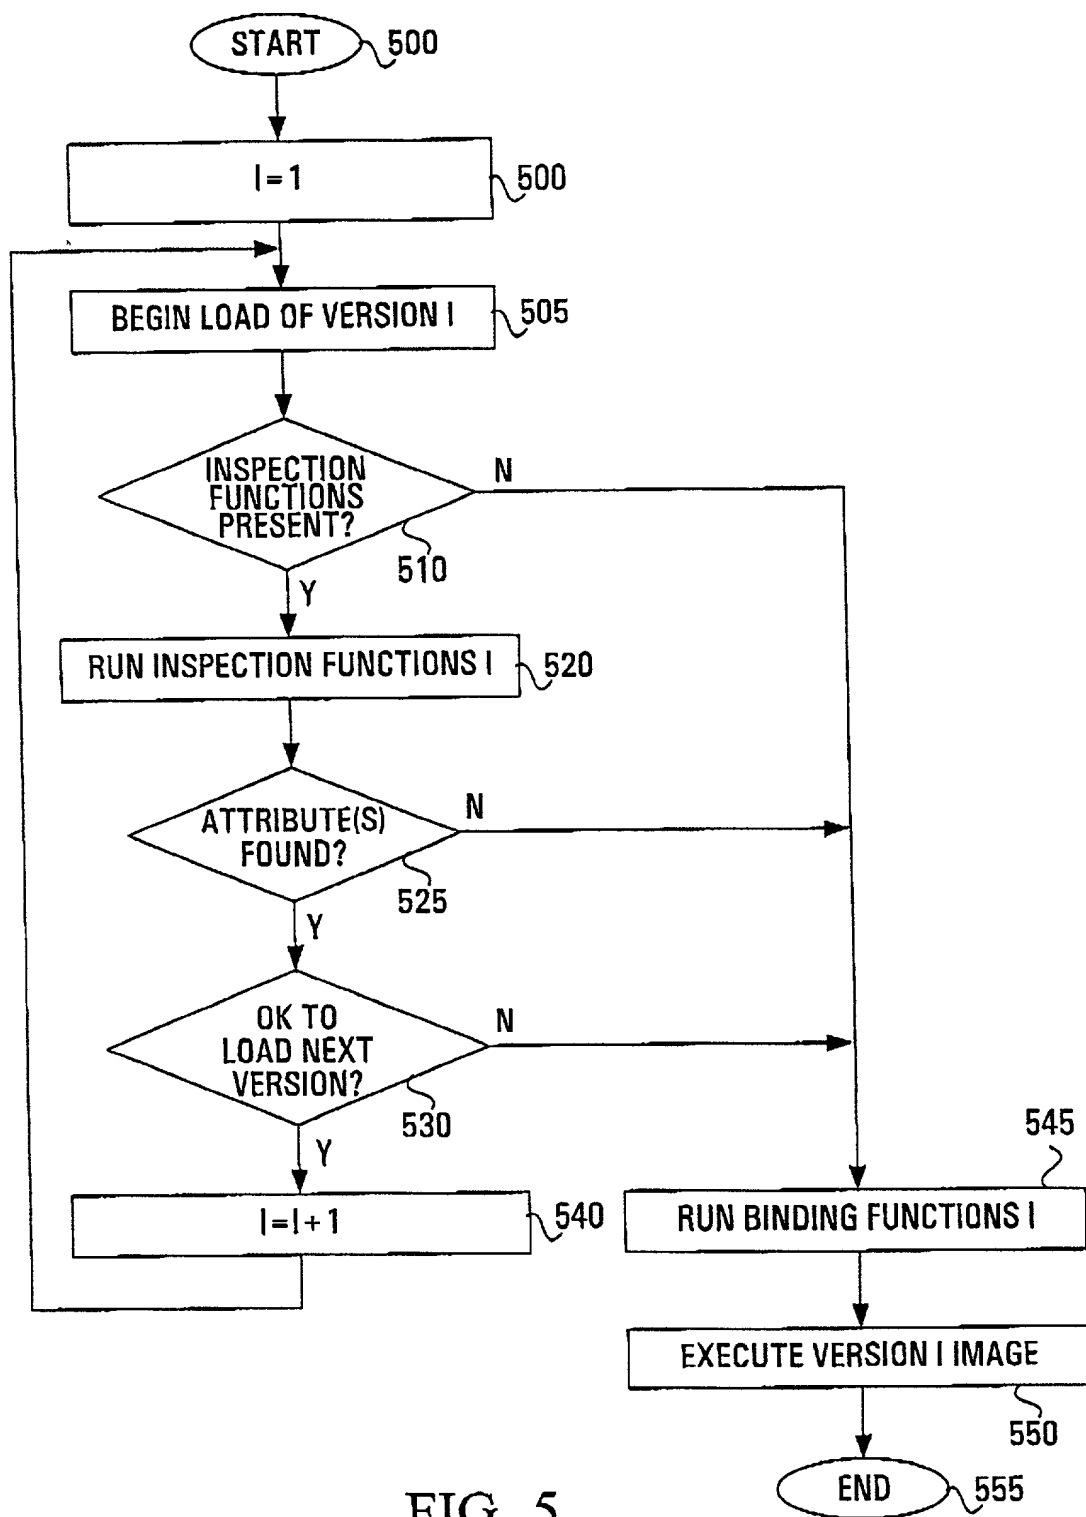 START
500
I=1
500
BEGIN LOAD OF VERSION I
505
INSPECTION
FUNCTIONS
PRESENT?
N
510
Y
RUN INSPECTION FUNCTIONS I
520
ATTRIBUTE(S)
FOUND?
N
525
Y
OK TO
LOAD NEXT
VERSION?
N
530
Y
I=I+1
540
545
RUN BINDING FUNCTIONS I
EXECUTE VERSION I IMAGE
550
END
555
FIG. 5